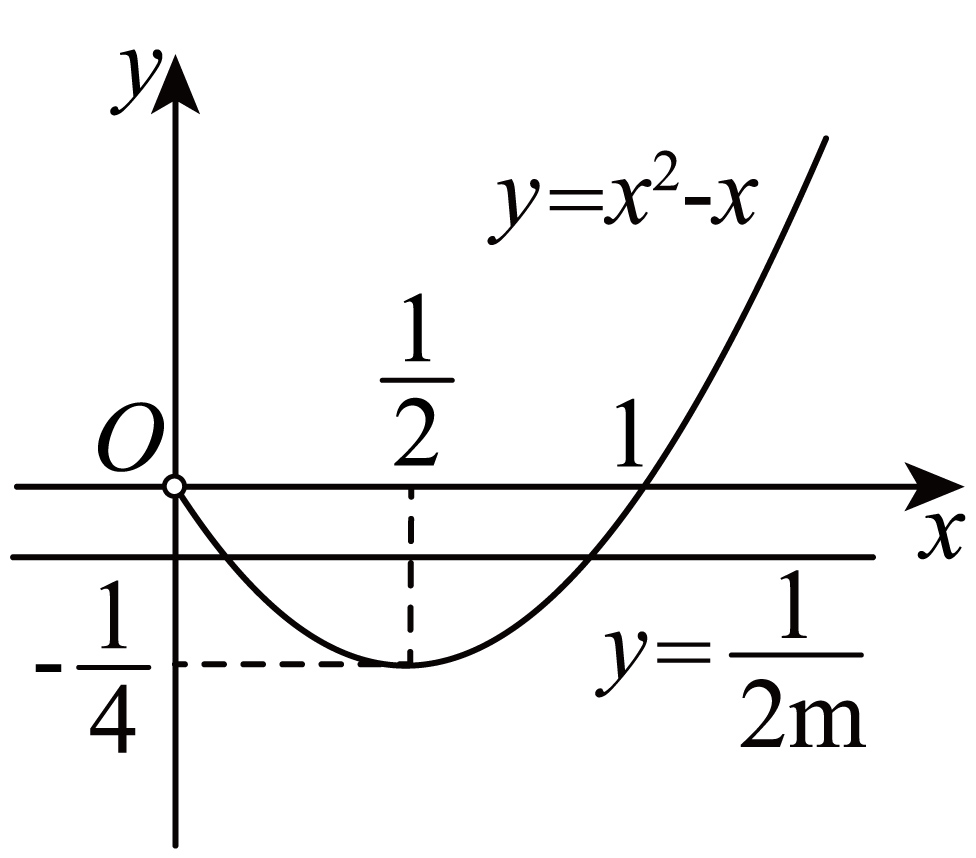 y
y=x²-x
1/2
O
1
x
-1/4
y=1/2m